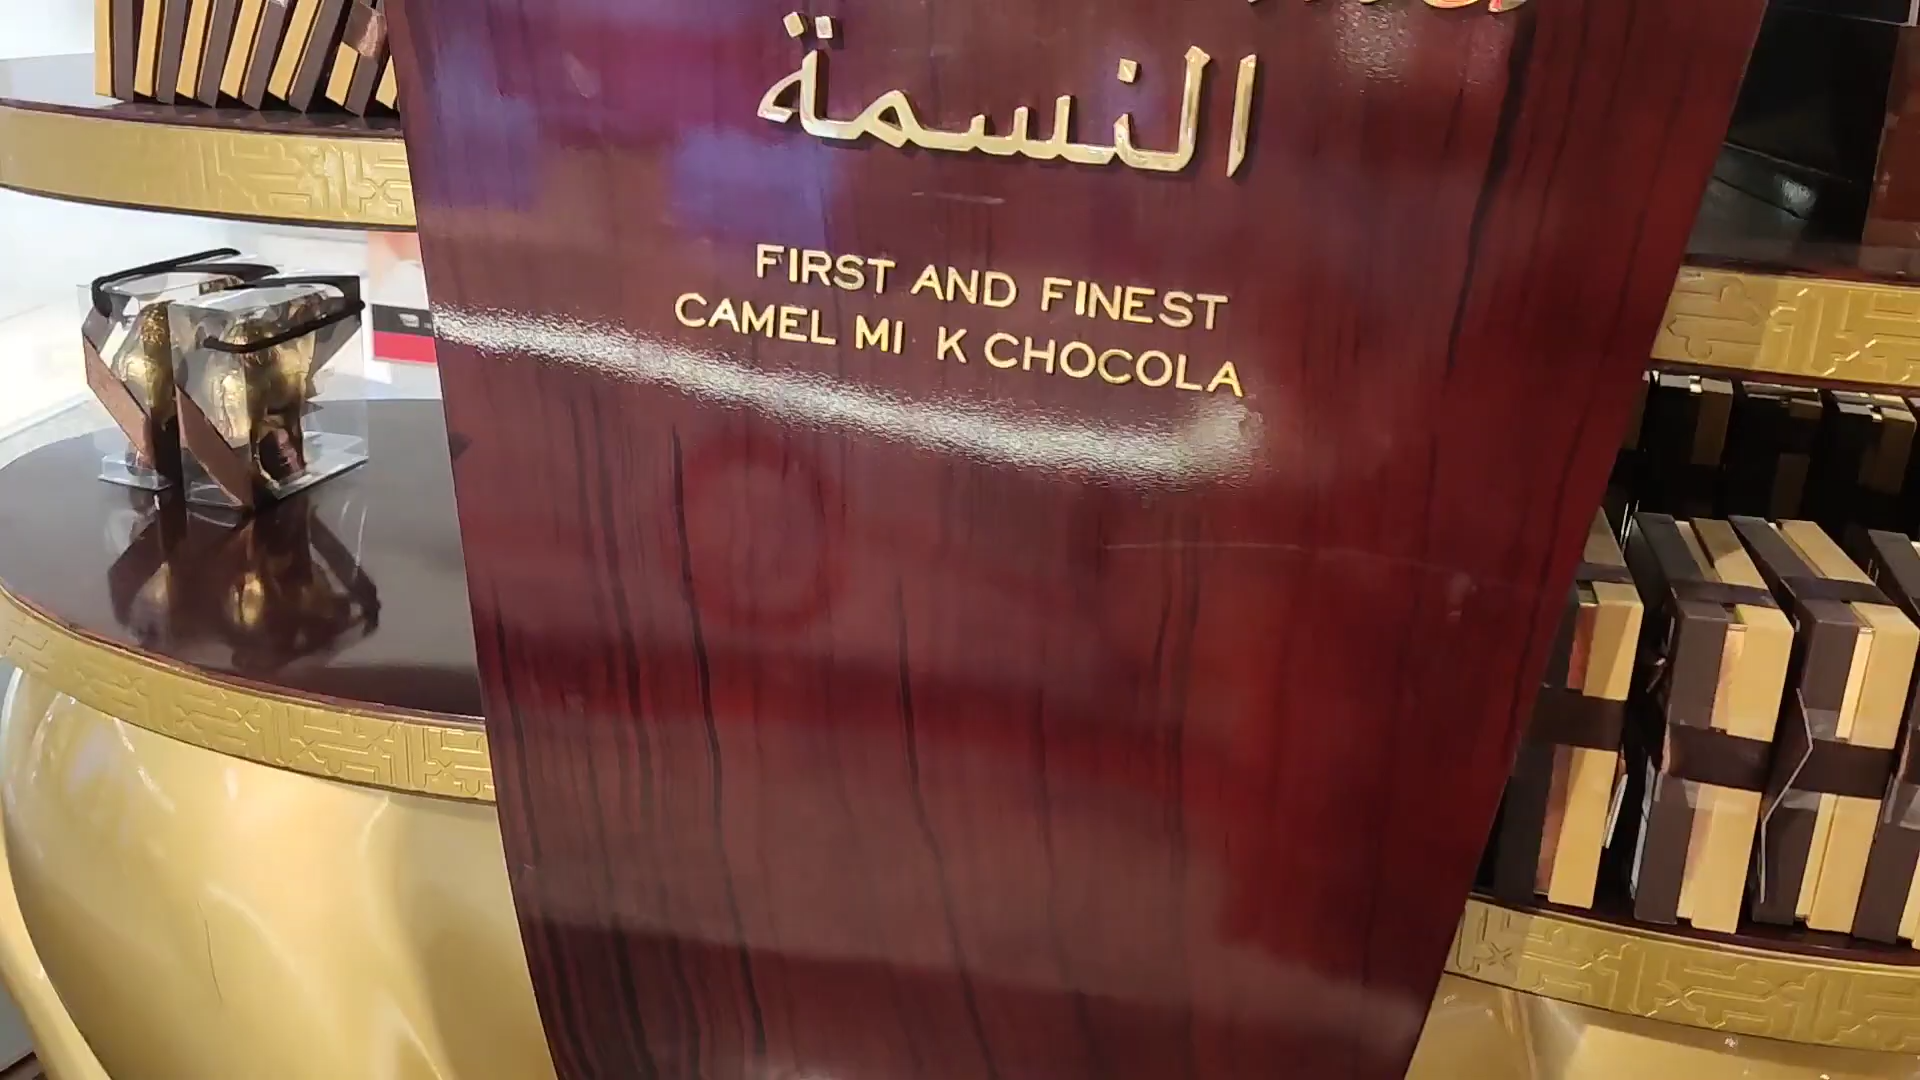 النسمة
FIRST AND FINEST
CAMEL MI K CHOCOLA